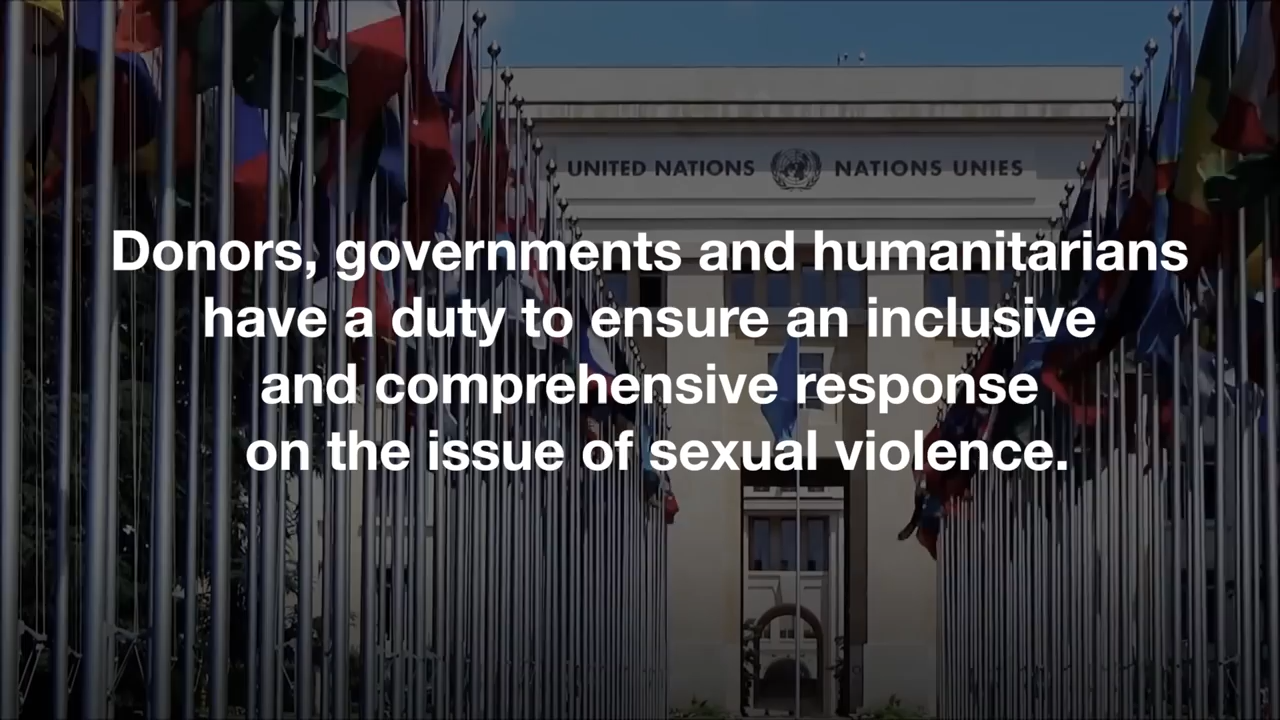 UNITED NATIONS NATIONS UNIES
Donors, governments and humanitarians
have a duty to ensure an inclusive
and comprehensive response
on the issue of sexual violence.